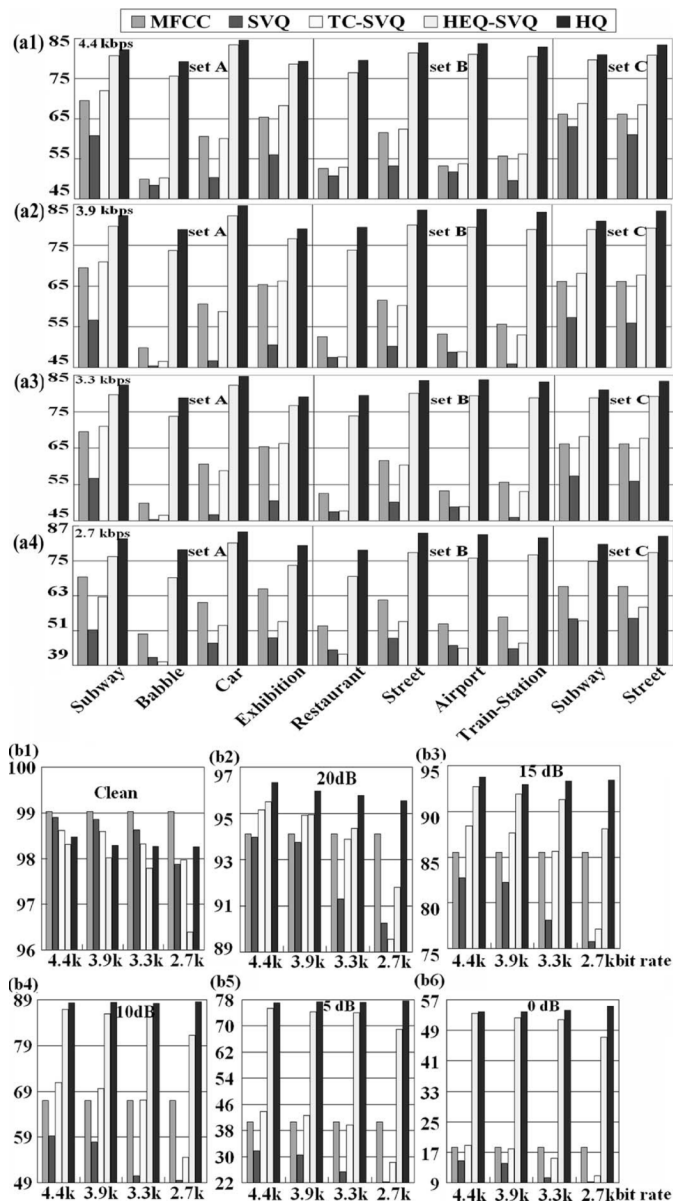 MFCC SVQ TC-SVQ HEQ-SVQ HQ
(a1) 85 4.4 kbps
75 set A set B set C
65
55
45
(a2) 85 3.9 kbps
75 set A set B set C
65
55
45
(a3) 85 3.3 kbps
75 set A set B set C
65
55
45
(a4) 87 2.7 kbps
75 set A set B set C
63
51
39
Subway Babble Car Exhibition Restaurant Street Airport Train-Station Subway Street
(b1) (b2) (b3)
100 Clean
99
98
97
96
4.4k 3.9k 3.3k 2.7k
97 20dB
95
93
91
89
4.4k 3.9k 3.3k 2.7k
95 15 dB
90
85
80
75
4.4k 3.9k 3.3k 2.7k bit rate
(b4) (b5) (b6)
89 10dB
79
69
59
49
4.4k 3.9k 3.3k 2.7k
78 5 dB
70
62
54
46
38
30
22
4.4k 3.9k 3.3k 2.7k
57 0 dB
49
41
33
25
17
9
4.4k 3.9k 3.3k 2.7k bit rate